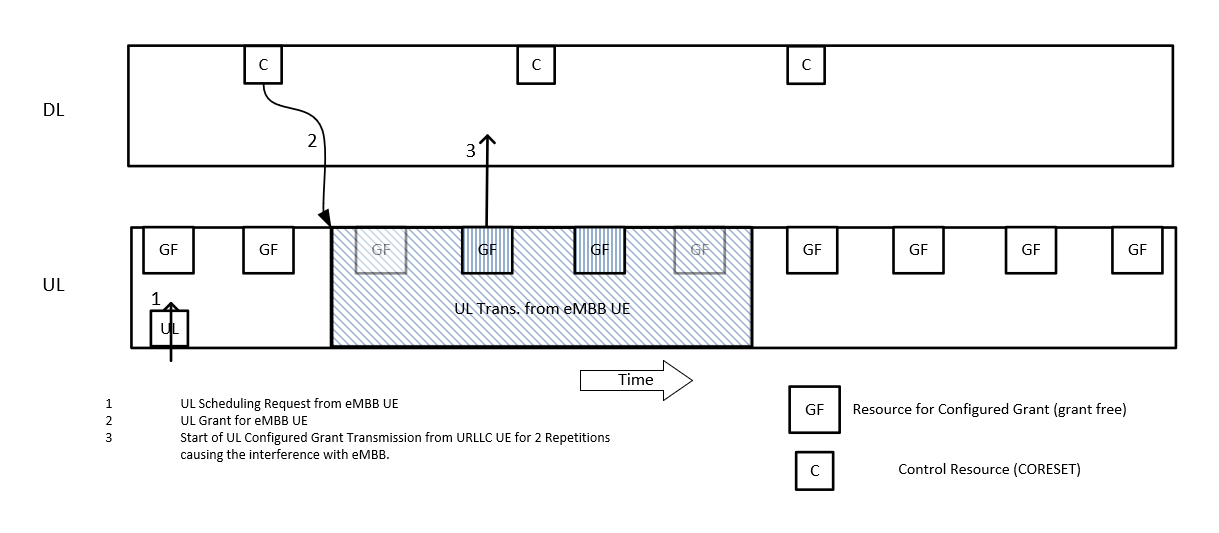 C C C
DL
2
3
GF GF GF GF GF GF GF GF GF GF
UL
1
UL
UL Trans. from eMBB UE
Time
1 UL Scheduling Request from eMBB UE
2 UL Grant for eMBB UE
3 Start of UL Configured Grant Transmission from URLLC UE for 2 Repetitions
causing the interference with eMBB.
GF Resource for Configured Grant (grant free)
C Control Resource (CORESET)